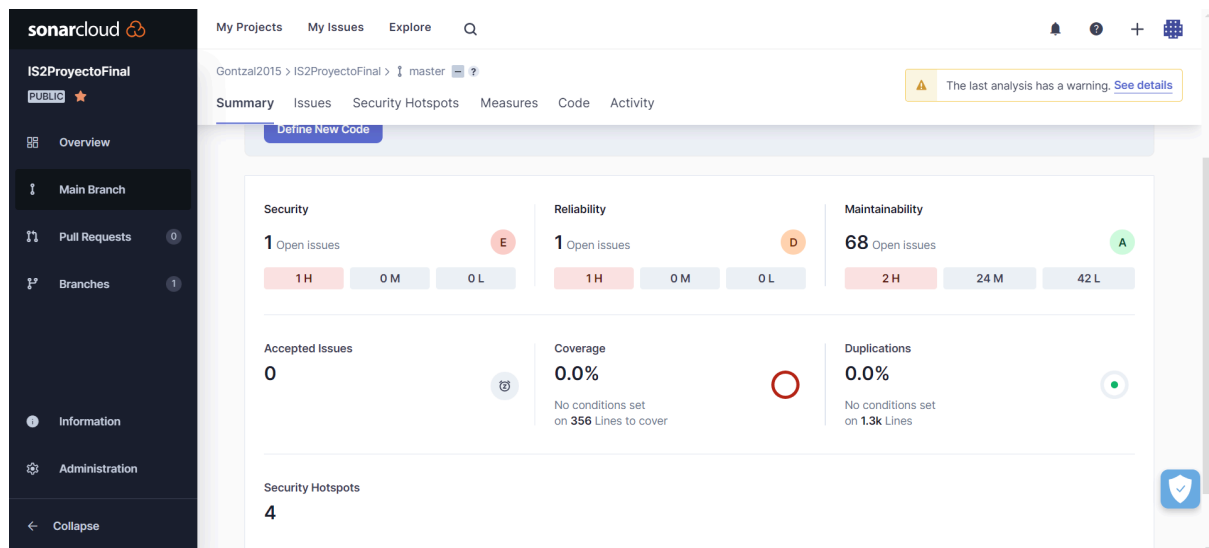 sonarcloud
My Projects My Issues Explore
IS2ProyectoFinal
PUBLIC
Gontzal2015 > IS2ProyectoFinal > master ?
The last analysis has a warning. See details
Summary Issues Security Hotspots Measures Code Activity
Overview
Main Branch
Pull Requests 0
Branches 1
Information
Administration
Collapse
Define New Code
Security
1 Open issues E
1 H 0 M 0 L
Reliability
1 Open issues D
1 H 0 M 0 L
Maintainability
68 Open issues A
2 H 24 M 42 L
Accepted Issues
0
Coverage
0.0%
No conditions set
on 356 Lines to cover
Duplications
0.0%
No conditions set
on 1.3k Lines
Security Hotspots
4